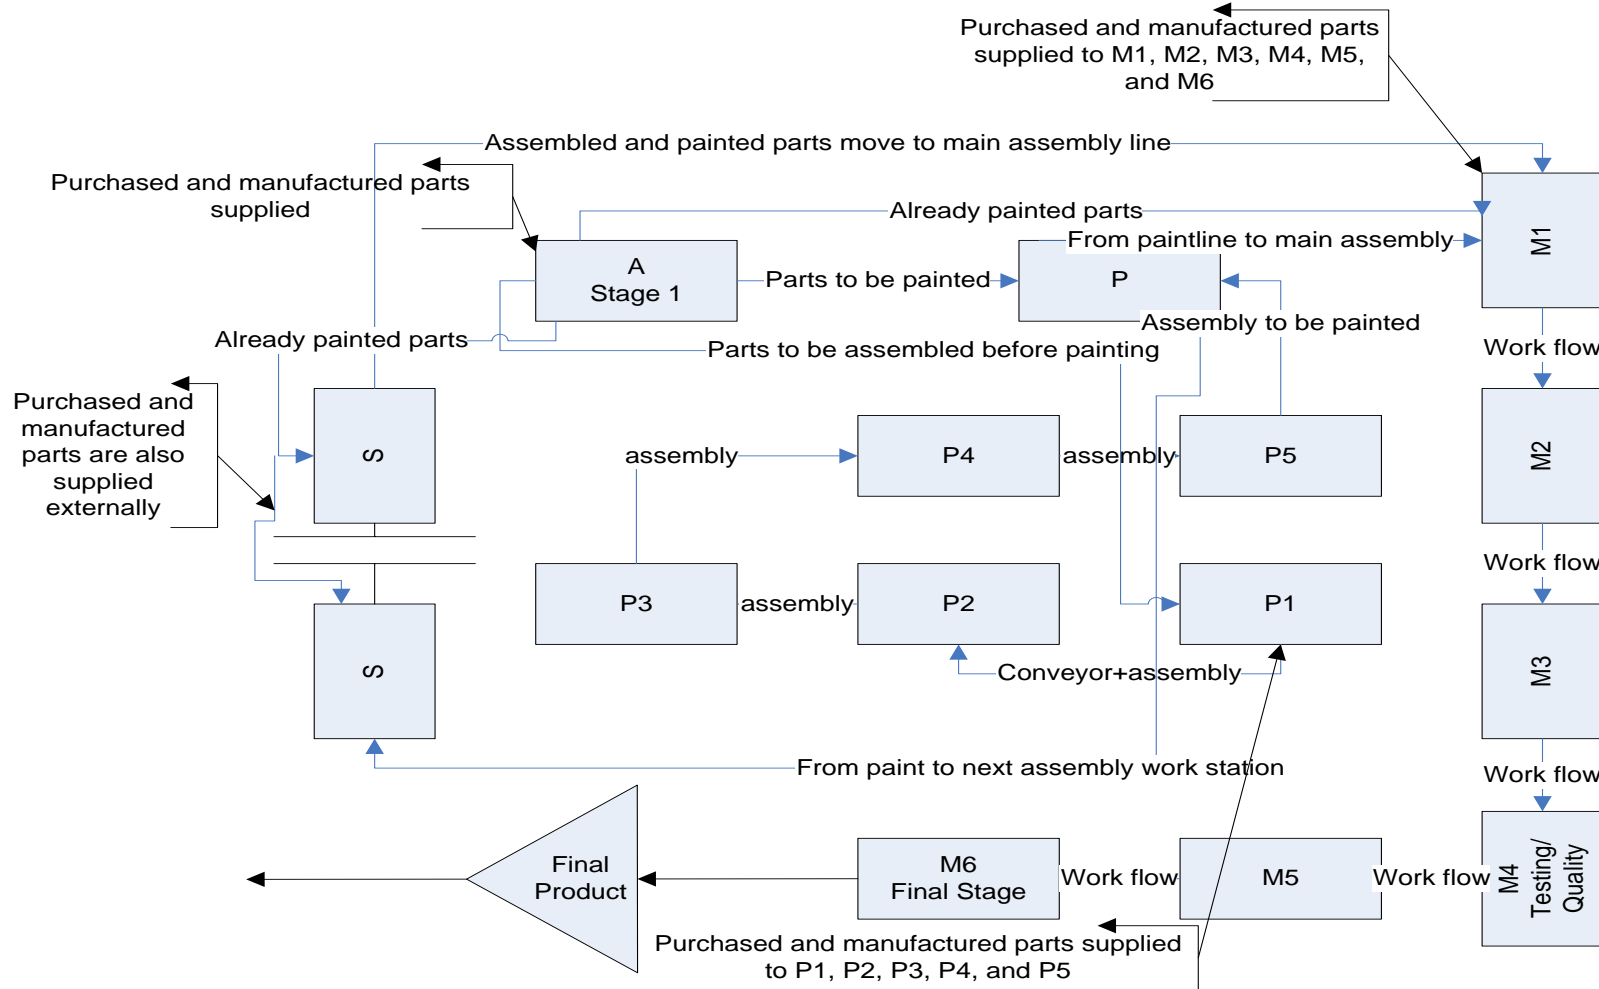 Purchased and manufactured parts
supplied to M1, M2, M3, M4, M5,
and M6
Assembled and painted parts move to main assembly line
Purchased and manufactured parts
supplied
Already painted parts
From paintline to main assembly
M1
A
Stage 1
Parts to be painted
P
Assembly to be painted
Already painted parts
Parts to be assembled before painting
Work flow
Purchased and
manufactured
parts are also
supplied
externally
S
assembly
P4
assembly
P5
M2
Work flow
S
P3
assembly
P2
P1
M3
Conveyor+assembly
From paint to next assembly work station
Work flow
Final
Product
M6
Final Stage
Work flow
M5
Work flow
M4
Testing/
Quality
Purchased and manufactured parts supplied
to P1, P2, P3, P4, and P5